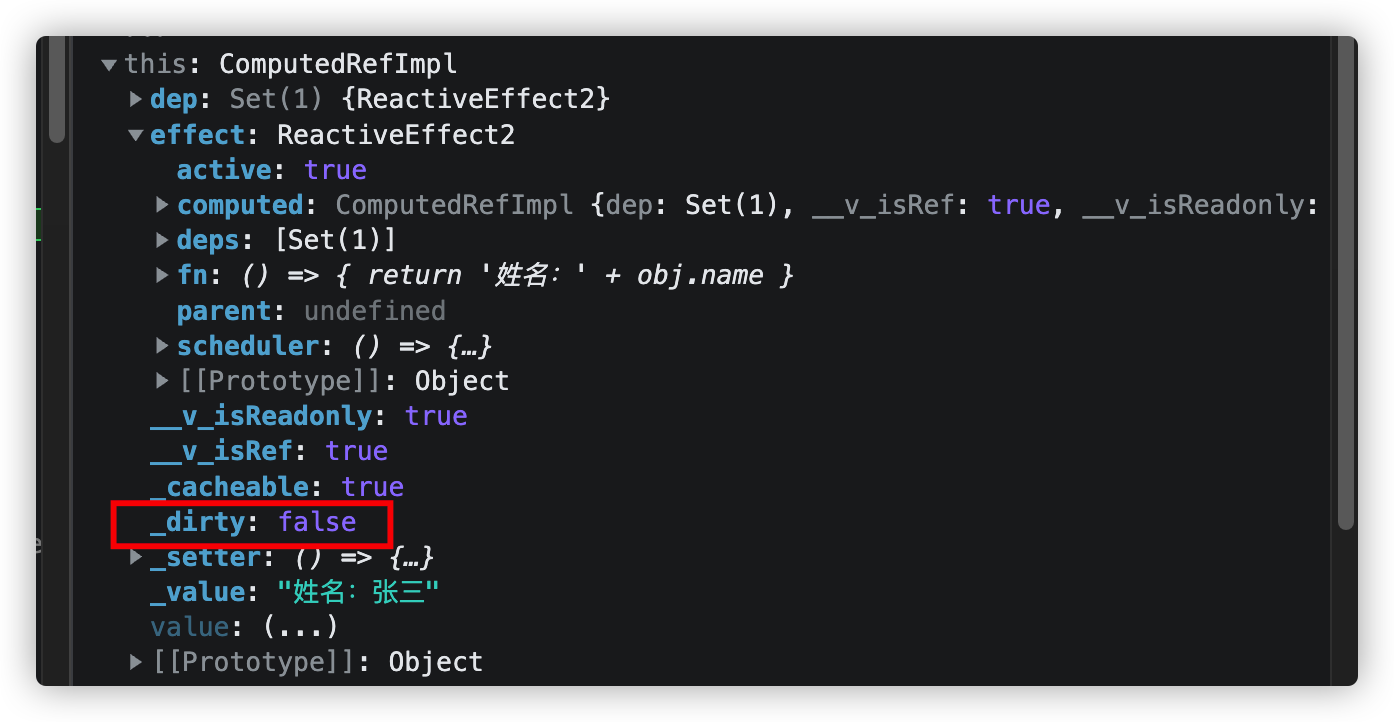 this: ComputedRefImpl
dep: Set(1) {ReactiveEffect2}
effect: ReactiveEffect2
active: true
computed: ComputedRefImpl {dep: Set(1), __v_isRef: true, __v_isReadonly:
deps: [Set(1)]
fn: () => { return '姓名：' + obj.name }
parent: undefined
scheduler: () => {…}
[[Prototype]]: Object
__v_isReadonly: true
__v_isRef: true
_cacheable: true
_dirty: false
_setter: () => {…}
_value: "姓名：张三"
value: (...)
[[Prototype]]: Object